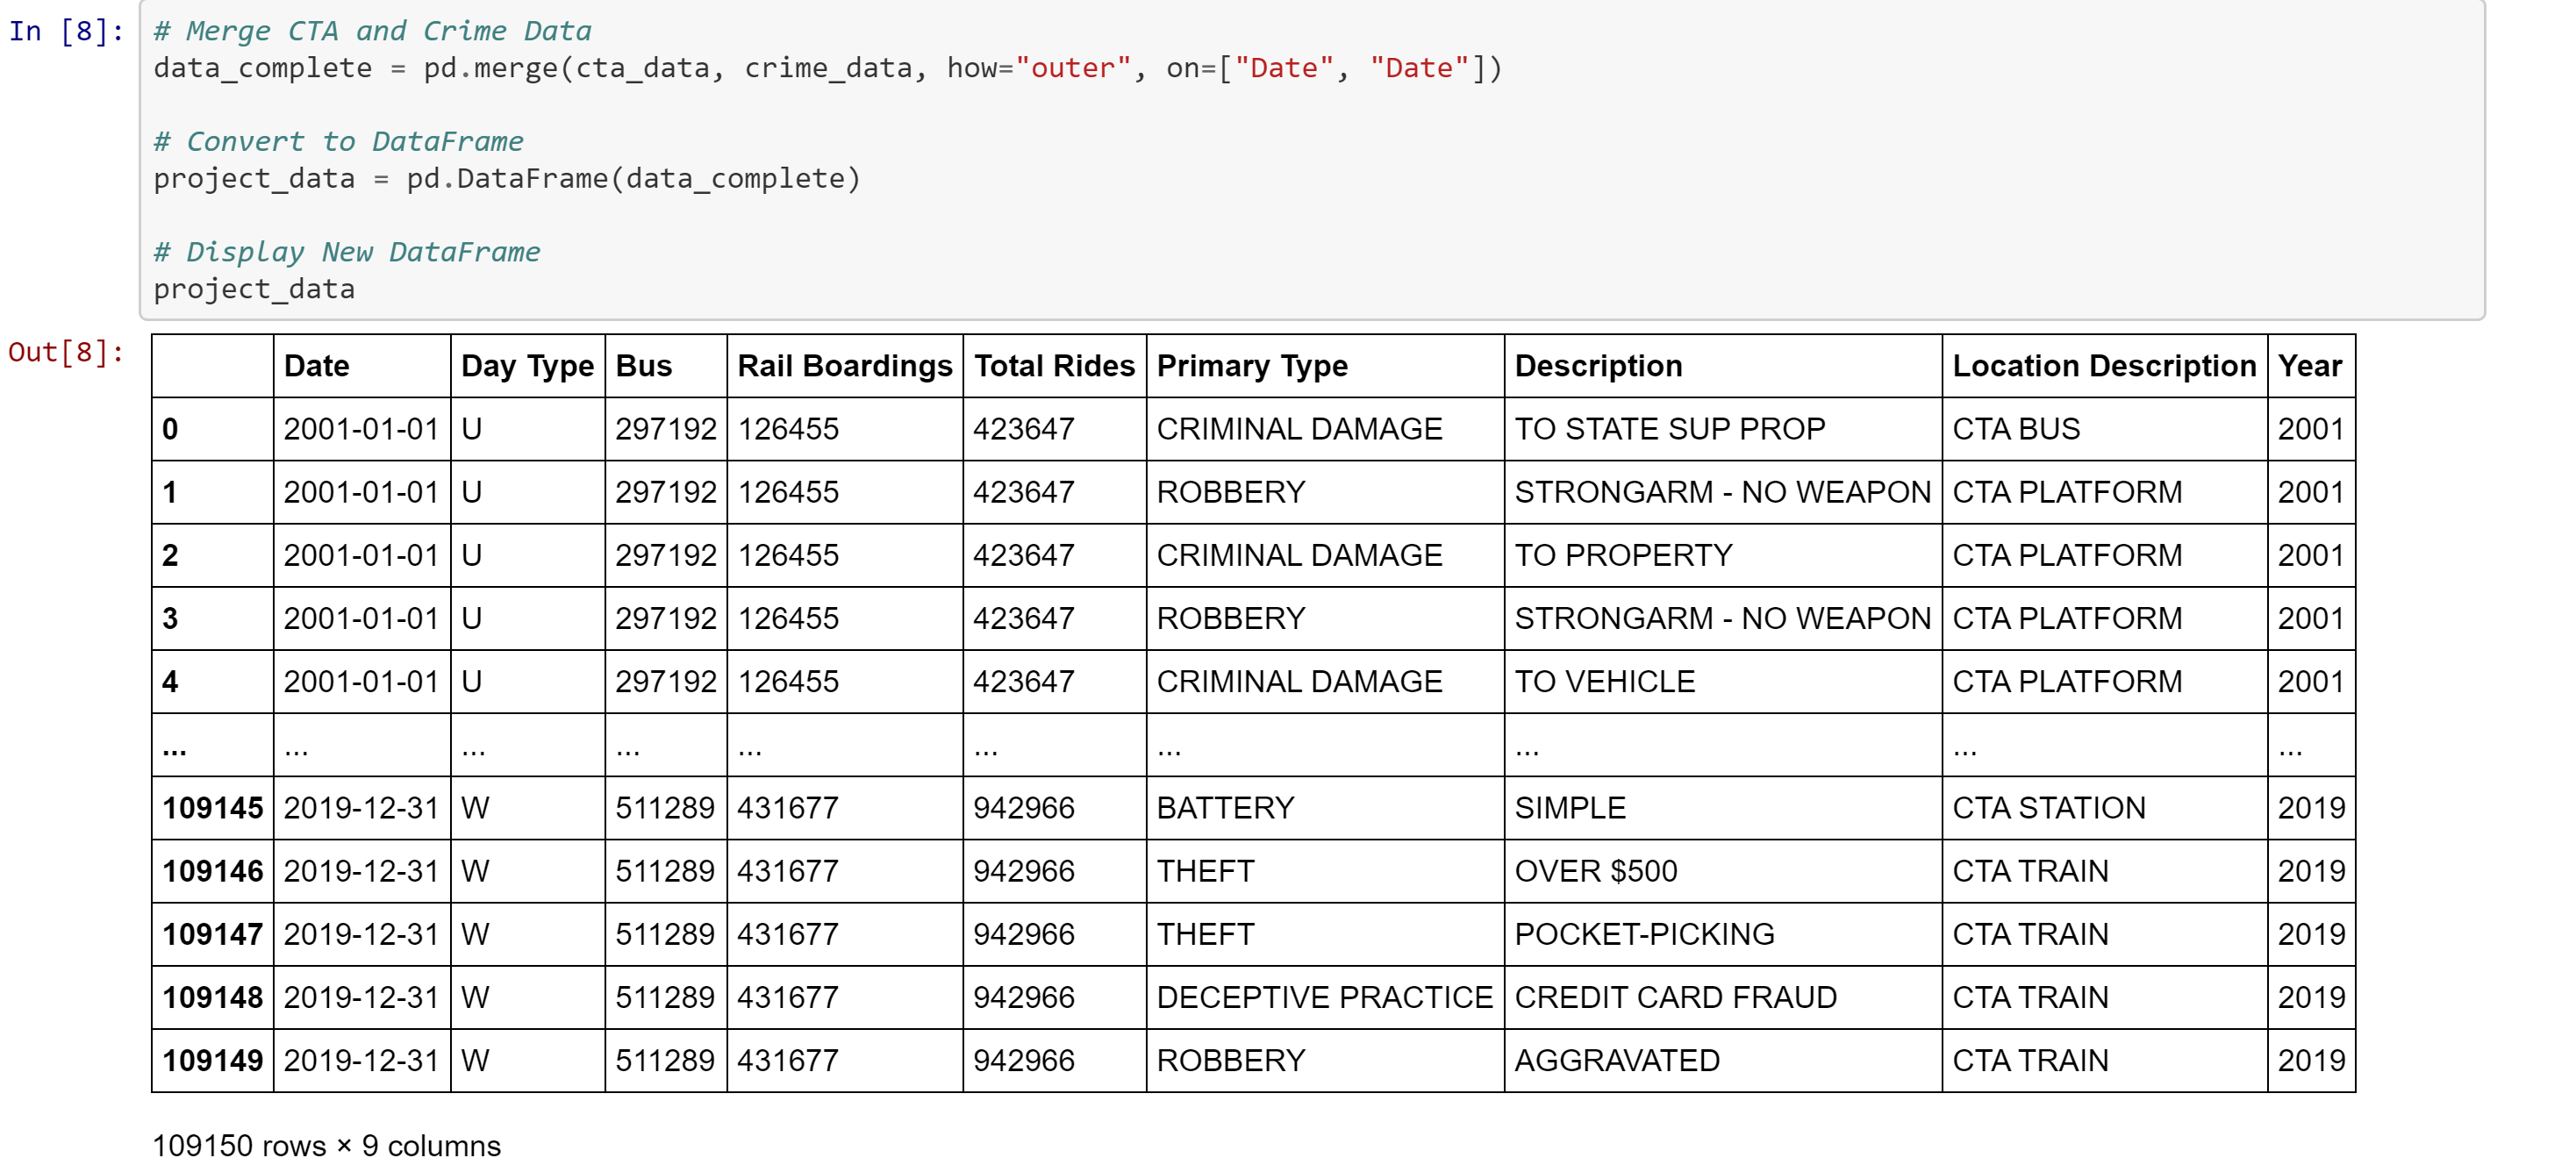 In [8]: # Merge CTA and Crime Data
data_complete = pd.merge(cta_data, crime_data, how="outer", on=["Date", "Date"])
# Convert to DataFrame
project_data = pd.DataFrame(data_complete)
# Display New DataFrame
project_data
Out[8]:
Date Day Type Bus Rail Boardings Total Rides Primary Type Description Location Description Year
0 2001-01-01 U 297192 126455 423647 CRIMINAL DAMAGE TO STATE SUP PROP CTA BUS 2001
1 2001-01-01 U 297192 126455 423647 ROBBERY STRONGARM - NO WEAPON CTA PLATFORM 2001
2 2001-01-01 U 297192 126455 423647 CRIMINAL DAMAGE TO PROPERTY CTA PLATFORM 2001
3 2001-01-01 U 297192 126455 423647 ROBBERY STRONGARM - NO WEAPON CTA PLATFORM 2001
4 2001-01-01 U 297192 126455 423647 CRIMINAL DAMAGE TO VEHICLE CTA PLATFORM 2001
... ... ... ... ... ... ... ... ... ...
109145 2019-12-31 W 511289 431677 942966 BATTERY SIMPLE CTA STATION 2019
109146 2019-12-31 W 511289 431677 942966 THEFT OVER $500 CTA TRAIN 2019
109147 2019-12-31 W 511289 431677 942966 THEFT POCKET-PICKING CTA TRAIN 2019
109148 2019-12-31 W 511289 431677 942966 DECEPTIVE PRACTICE CREDIT CARD FRAUD CTA TRAIN 2019
109149 2019-12-31 W 511289 431677 942966 ROBBERY AGGRAVATED CTA TRAIN 2019
109150 rows × 9 columns